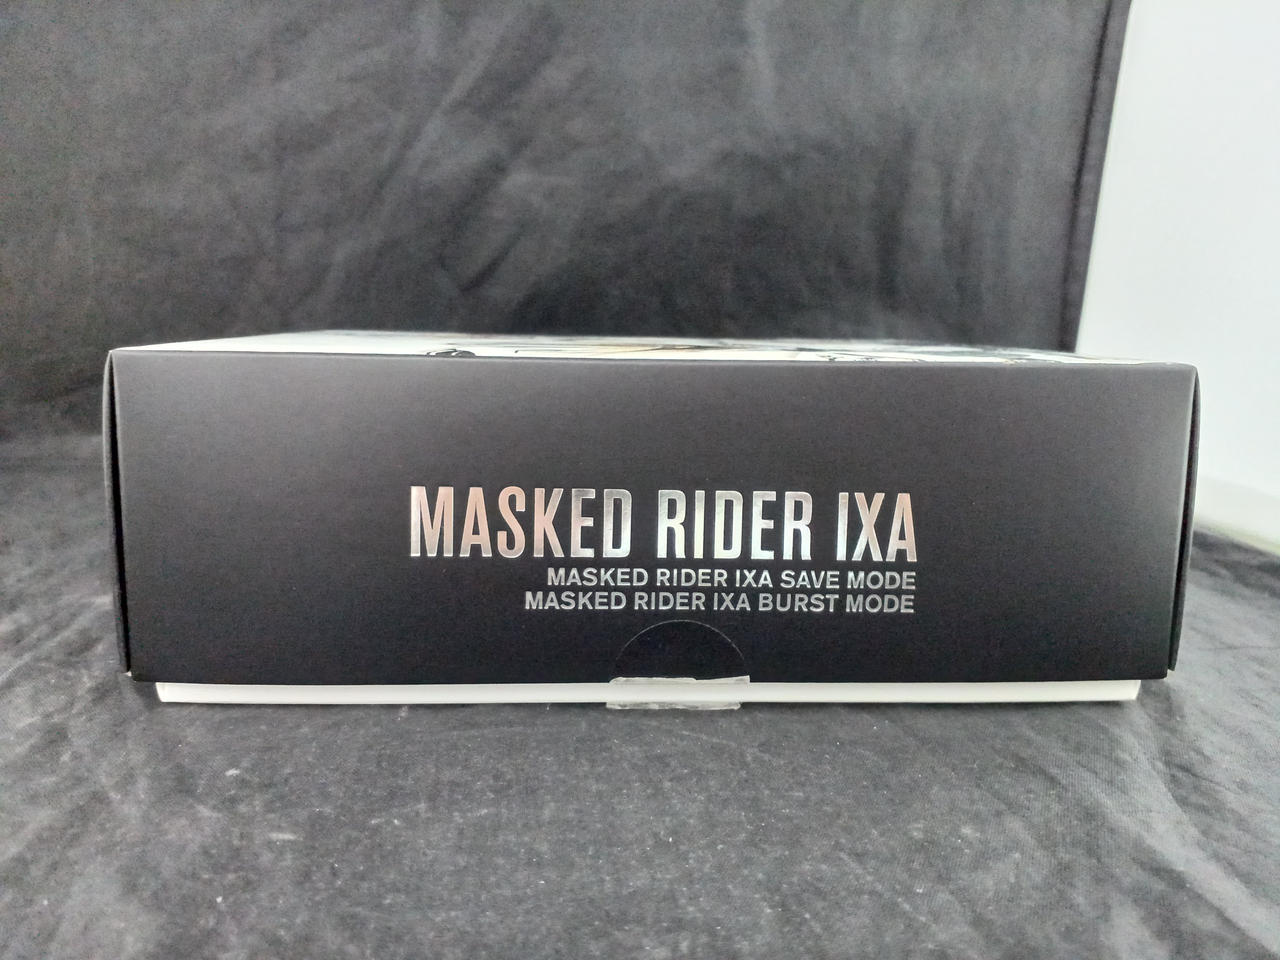 MASKED RIDER IXA
MASKED RIDER IXA SAVE MODE
MASKED RIDER IXA BURST MODE